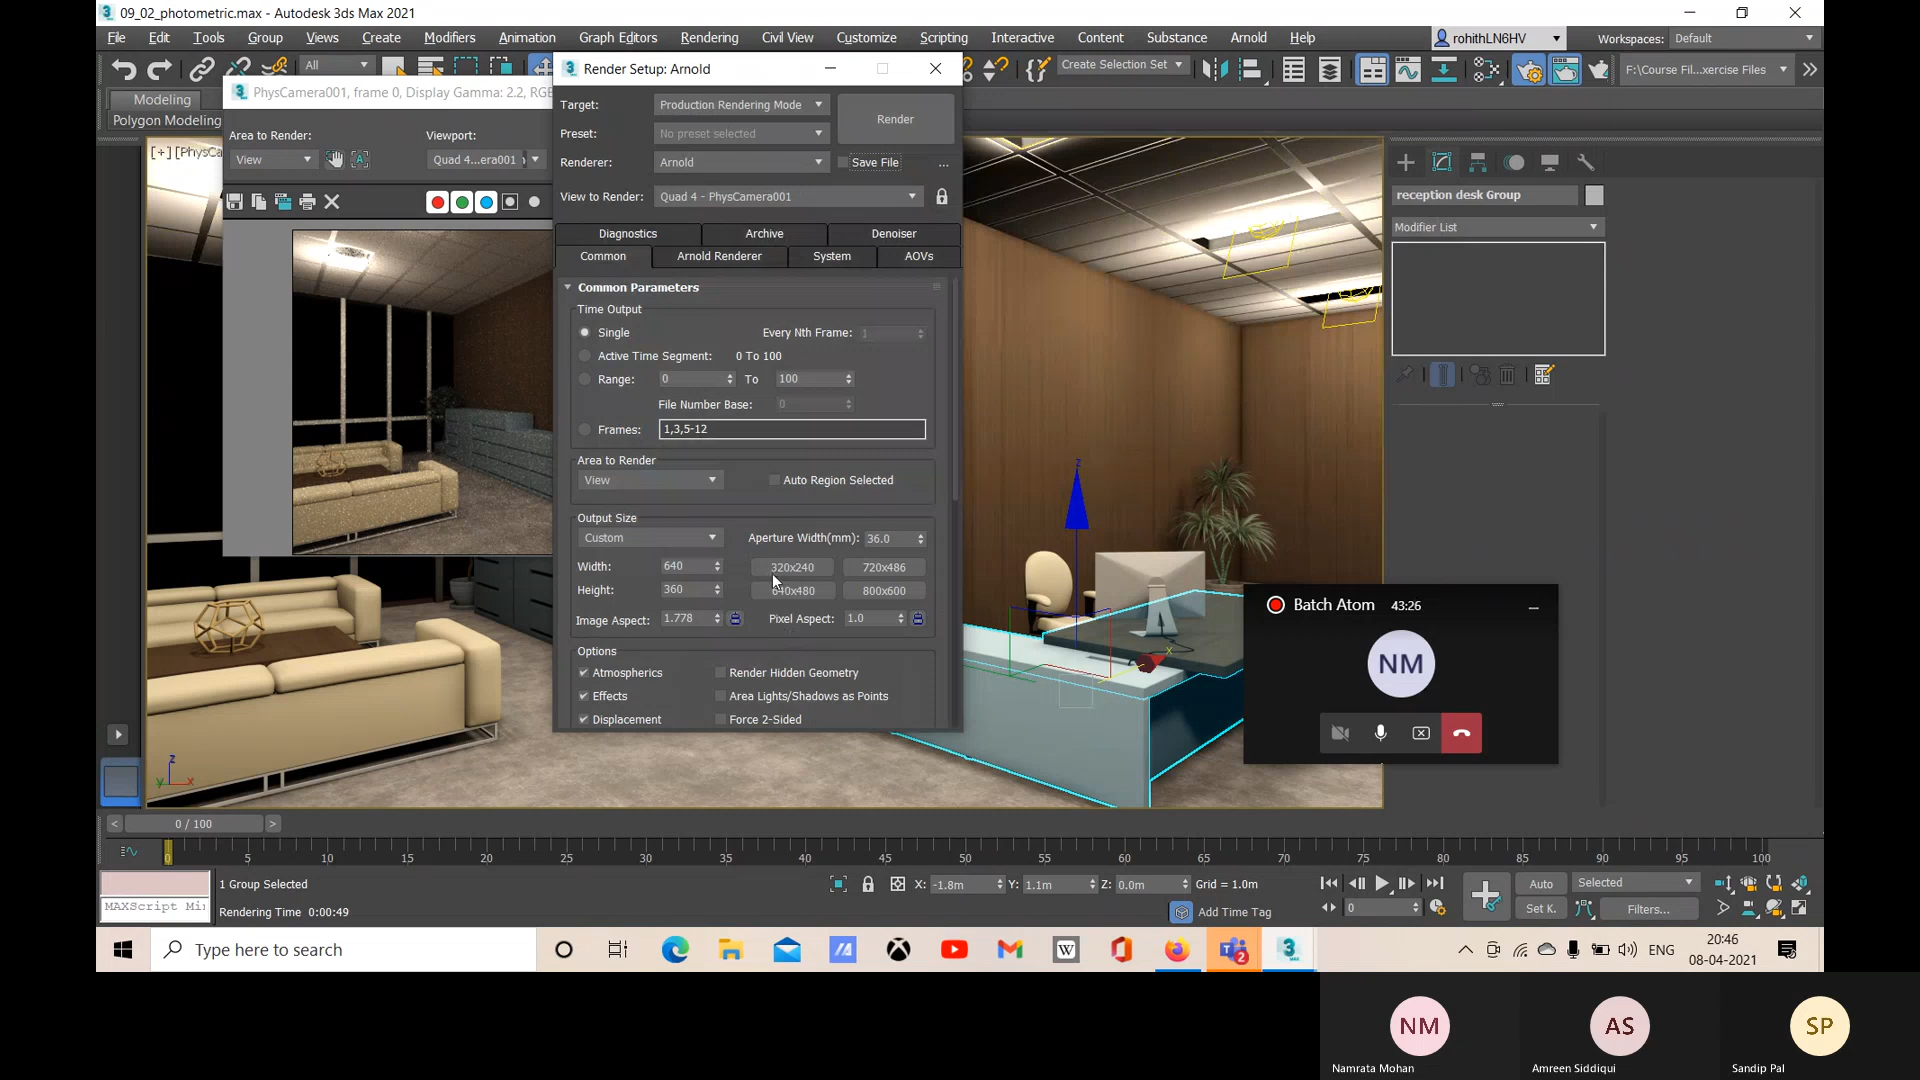 09_02_photometric.max - Autodesk 3ds Max 2021
File Edit Tools Group Views Create Modifiers Animation Graph Editors Rendering Civil View Customize Scripting Interactive Content Substance Arnold Help
rohithLN6HV
Workspaces: Default
All
Create Selection Set
F:\Course Fil...xercise Files
Modeling
Polygon Modeling
PhysCamera001, frame 0, Display Gamma: 2.2,
Area to Render:
View
Viewport:
Quad 4...era001
Render Setup: Arnold
Target: Production Rendering Mode
Preset: No preset selected
Renderer: Arnold
Render
Save File
...
View to Render: Quad 4 - PhysCamera001
Diagnostics Archive Denoiser
Common Arnold Renderer System AOVs
Common Parameters
Time Output
Single Every Nth Frame: 1
Active Time Segment: 0 To 100
Range: 0 To 100
File Number Base: 0
Frames: 1,3,5-12
Area to Render
View Auto Region Selected
Output Size
Custom Aperture Width(mm): 36.0
Width: 640 320x240 720x486
Height: 360 640x480 800x600
Image Aspect: 1.778 Pixel Aspect: 1.0
Options
Atmospherics Render Hidden Geometry
Effects Area Lights/Shadows as Points
Displacement Force 2-Sided
reception desk Group
Modifier List
Batch Atom 43:26
NM
z
x
z
y x
< 0 / 100 >
0 5 10 15 20 25 30 35 40 45 50 55 60 65 70 75 80 85 90 95 100
1 Group Selected
MAXScript Mi
Rendering Time 0:00:49
X: -1.8m Y: 1.1m Z: 0.0m Grid = 1.0m
Add Time Tag
0
Auto Selected
Set K. Filters...
Type here to search
W
2
ENG
20:46
08-04-2021
NM AS SP
Namrata Mohan Amreen Siddiqui Sandip Pal